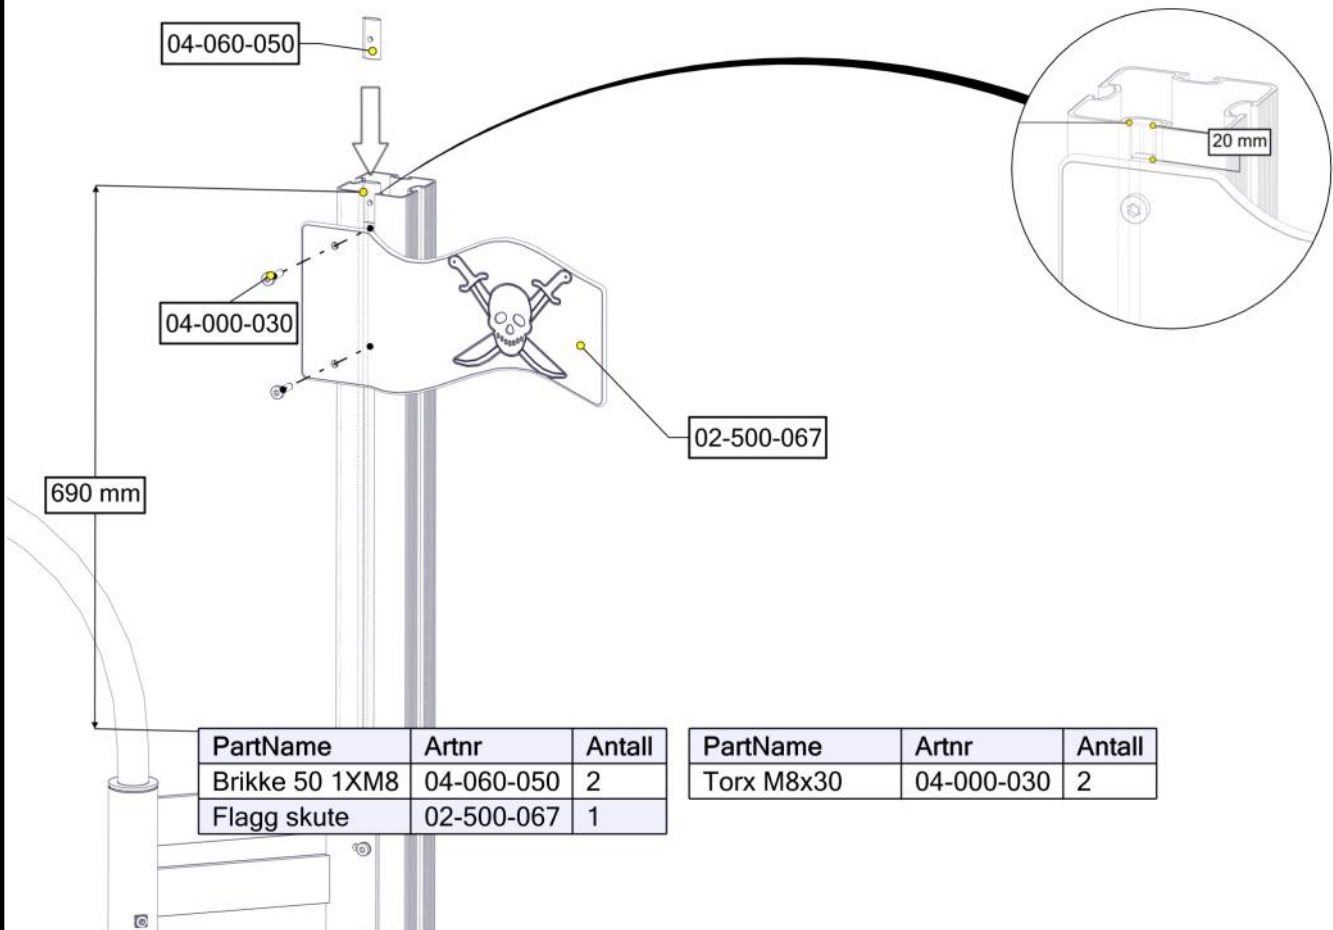 04-060-050
20 mm
04-000-030
02-500-067
690 mm
PartName Artnr Antall
Brikke 50 1XM8 04-060-050 2
Flagg skute 02-500-067 1
PartName Artnr Antall
Torx M8x30 04-000-030 2